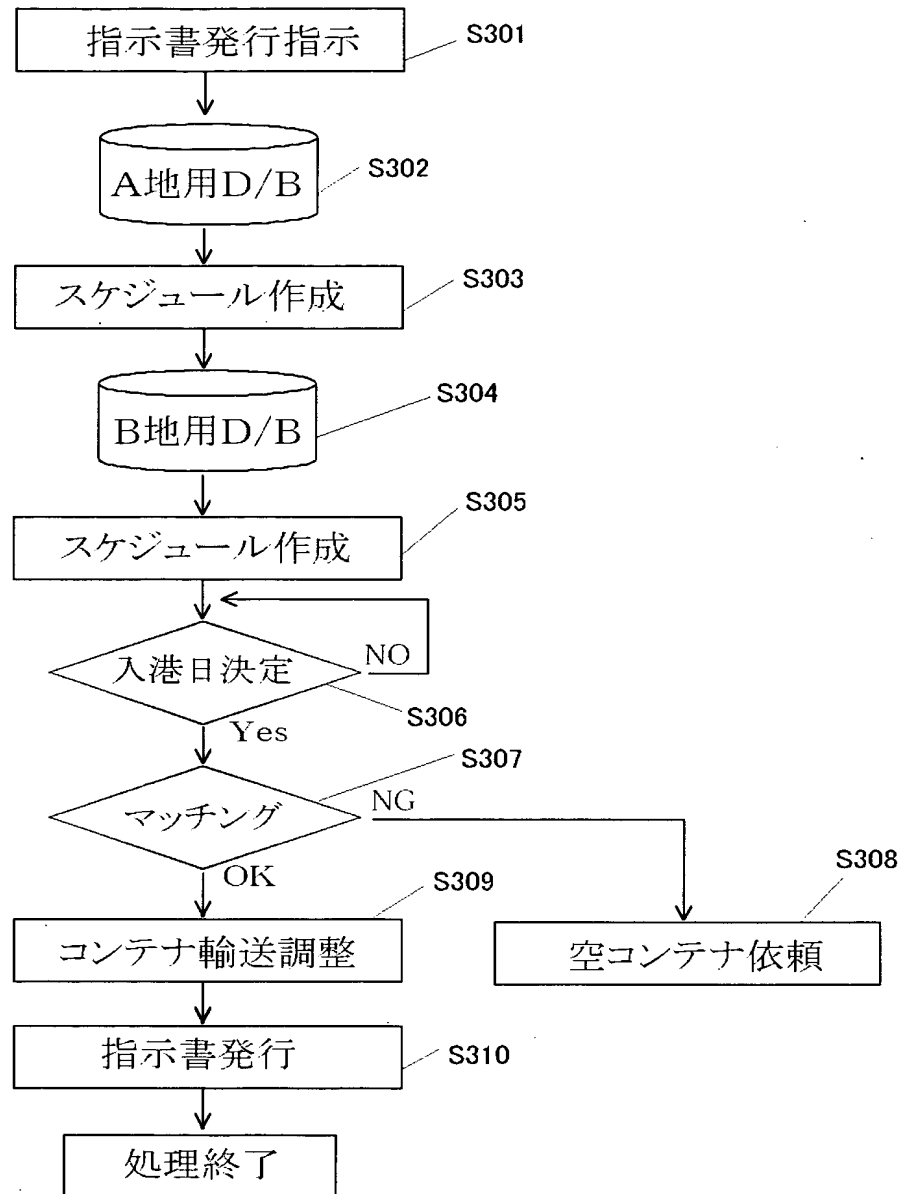 指示書発行指示
S301
A地用D/B
S302
スケジュール作成
S303
B地用D/B
S304
スケジュール作成
S305
入港日決定
NO
S306
Yes
マッチング
S307
NG
OK
コンテナ輸送調整
S309
空コンテナ依頼
S308
指示書発行
S310
処理終了